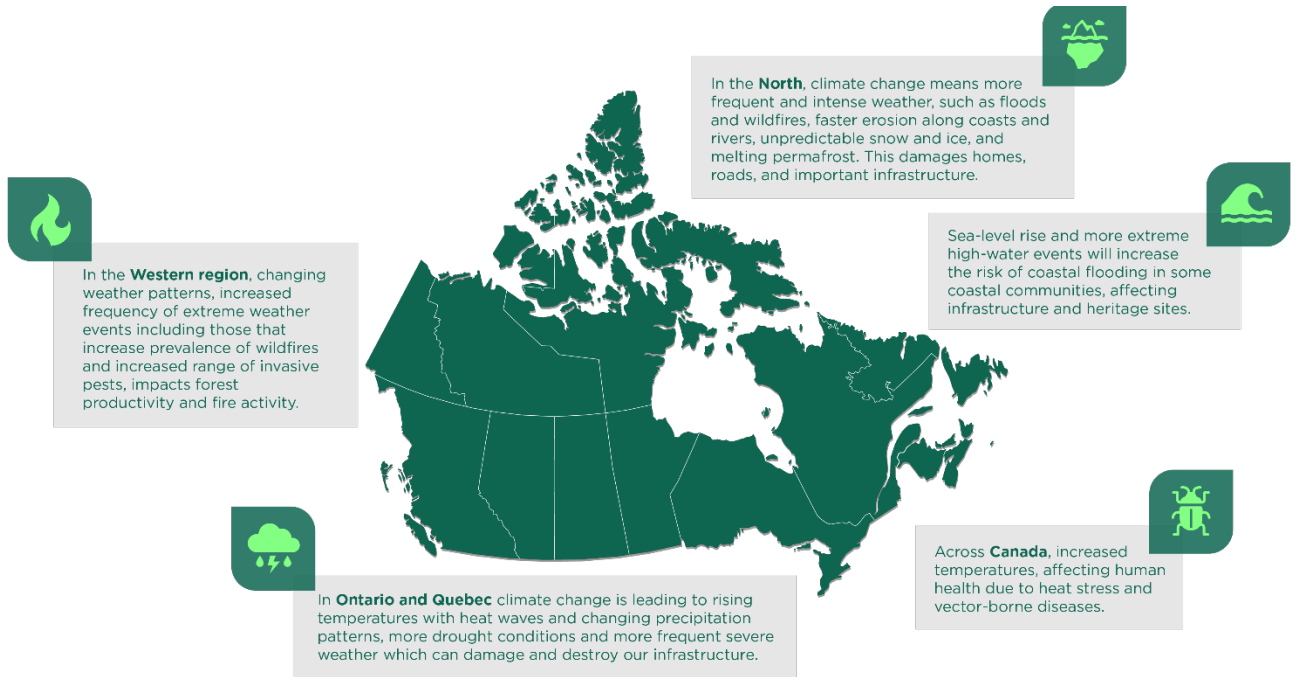 In the North, climate change means more
frequent and intense weather, such as floods
and wildfires, faster erosion along coasts and
rivers, unpredictable snow and ice, and
melting permafrost. This damages homes,
roads, and important infrastructure.
Sea-level rise and more extreme
high-water events will increase
the risk of coastal flooding in some
coastal communities, affecting
infrastructure and heritage sites.
In the Western region, changing
weather patterns, increased
frequency of extreme weather
events including those that
increase prevalence of wildfires
and increased range of invasive
pests, impacts forest
productivity and fire activity.
Across Canada, increased
temperatures, affecting human
health due to heat stress and
vector-borne diseases.
In Ontario and Quebec climate change is leading to rising
temperatures with heat waves and changing precipitation
patterns, more drought conditions and more frequent severe
weather which can damage and destroy our infrastructure.